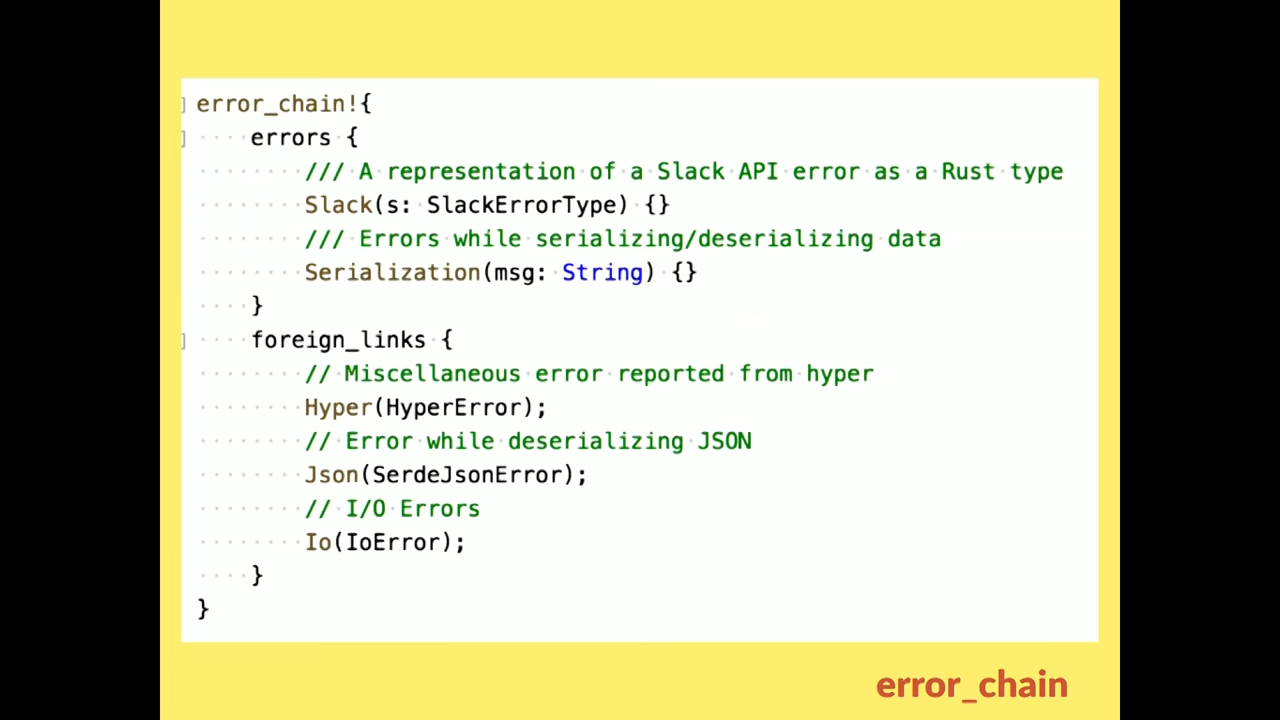 error_chain!{
    errors {
        /// A representation of a Slack API error as a Rust type
        Slack(s: SlackErrorType) {}
        /// Errors while serializing/deserializing data
        Serialization(msg: String) {}
    }
    foreign_links {
        // Miscellaneous error reported from hyper
        Hyper(HyperError);
        // Error while deserializing JSON
        Json(SerdeJsonError);
        // I/O Errors
        Io(IoError);
    }
}
error_chain